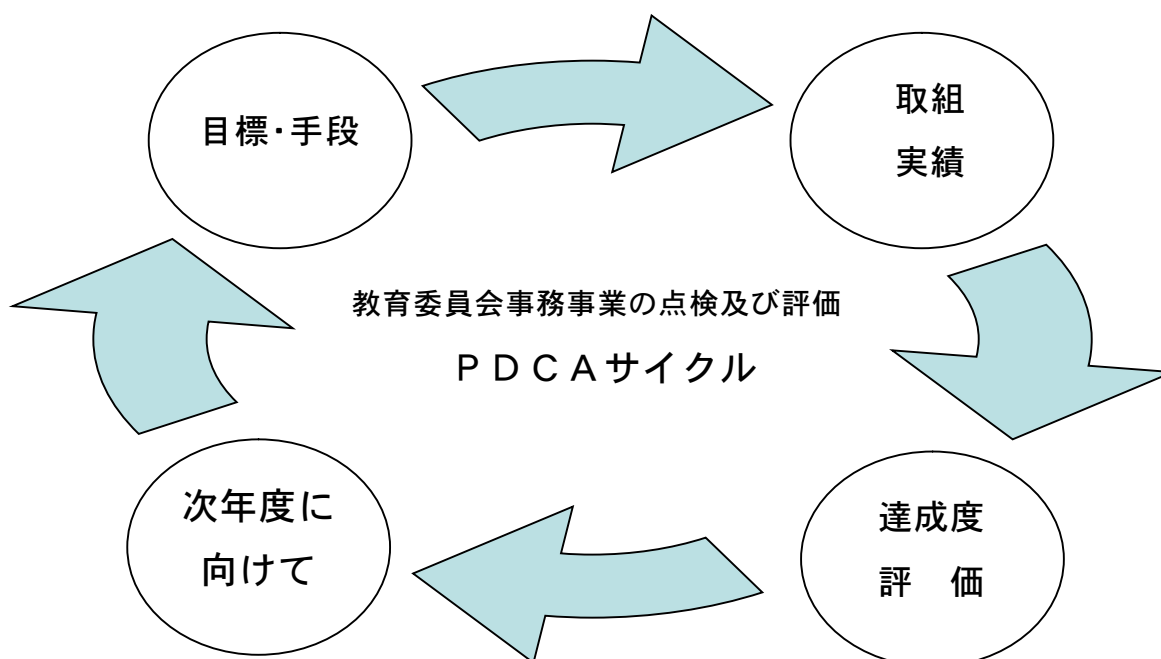 目標・手段
取組
実績
教育委員会事務事業の点検及び評価
ＰＤＣＡサイクル
次年度に
向けて
達成度
評　価